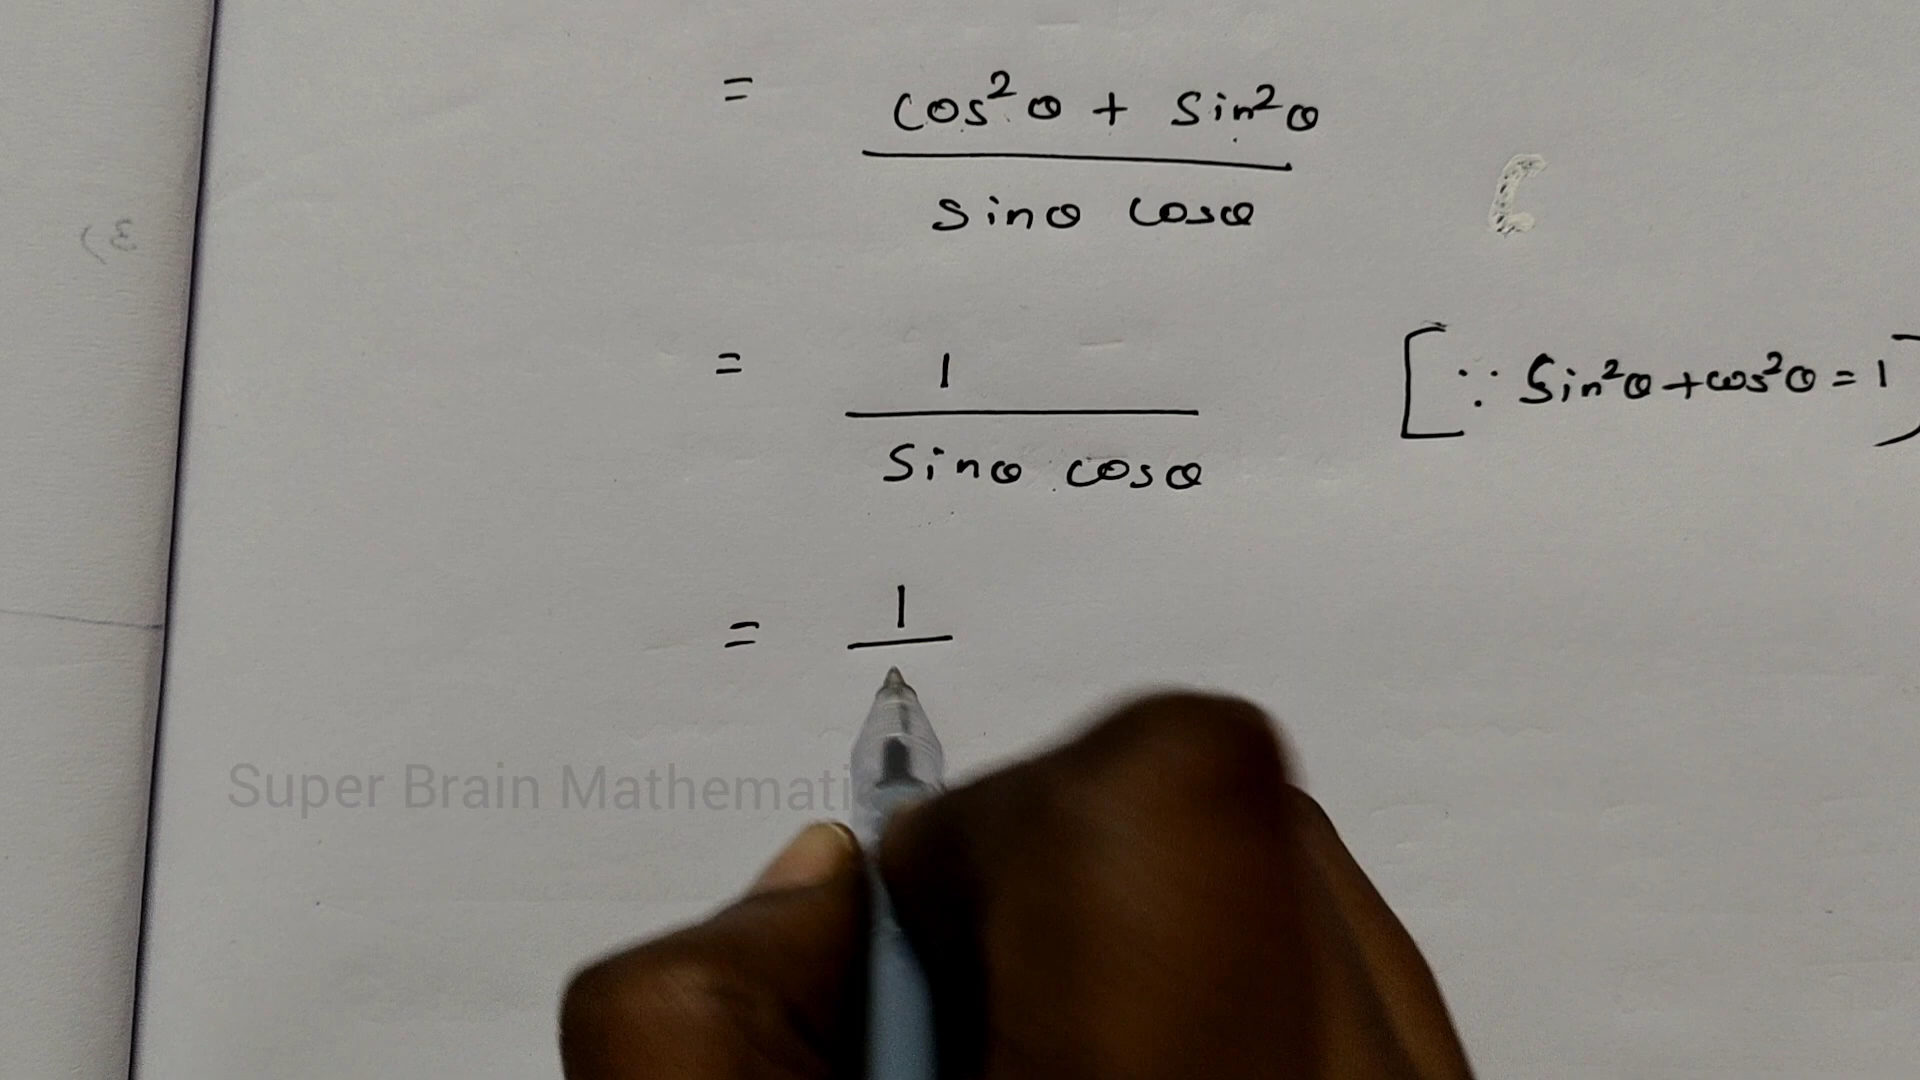 = cos²θ + sin²θ
sinθ cosθ
= 1 [∵ sin²θ + cos²θ = 1]
sinθ cosθ
= 1
Super Brain Mathemati